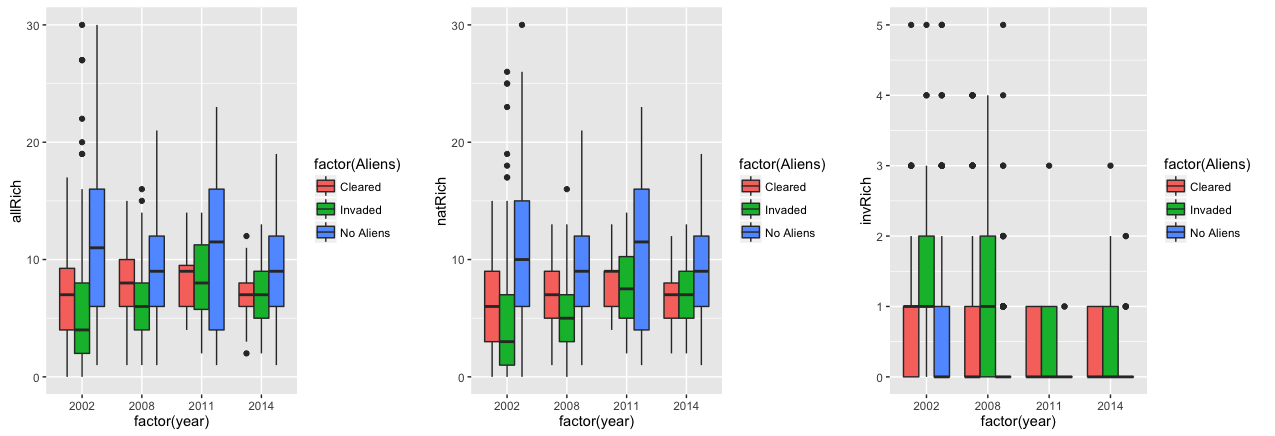 allRich
30
20
10
0
2002 2008 2011 2014
factor(year)
factor(Aliens)
Cleared
Invaded
No Aliens
natRich
30
20
10
0
2002 2008 2011 2014
factor(year)
factor(Aliens)
Cleared
Invaded
No Aliens
invRich
5
4
3
2
1
0
2002 2008 2011 2014
factor(year)
factor(Aliens)
Cleared
Invaded
No Aliens